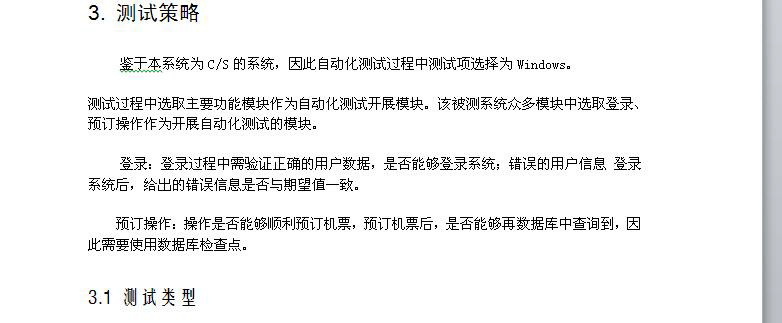 3. 测试策略
鉴于本系统为 C/S 的系统，因此自动化测试过程中测试项选择为 Windows。
测试过程中选取主要功能模块作为自动化测试开展模块。该被测系统众多模块中选取登录、
预订操作作为开展自动化测试的模块。
登录：登录过程中需验证正确的用户数据，是否能够登录系统；错误的用户信息 登录
系统后，给出的错误信息是否与期望值一致。
预订操作：操作是否能够顺利预订机票，预订机票后，是否能够再数据库中查询到，因
此需要使用数据库检查点。
3.1 测试类型